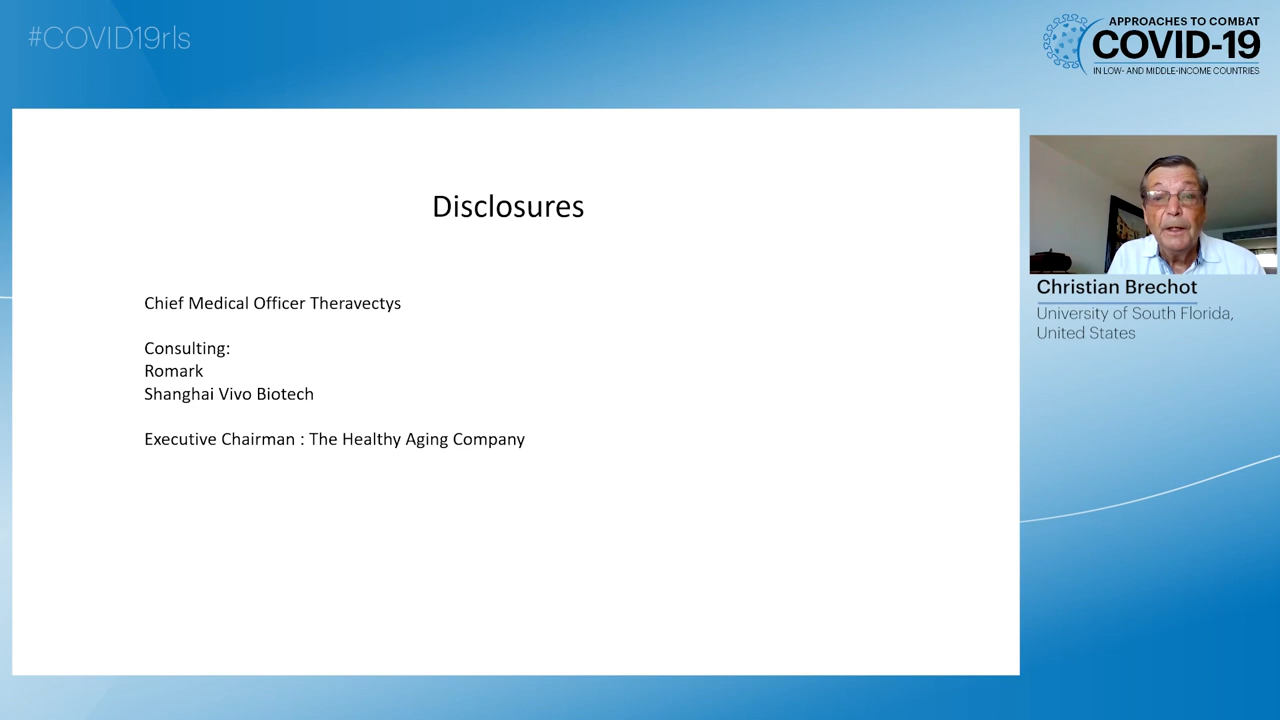 #COVID19rls
APPROACHES TO COMBAT
COVID-19
IN LOW- AND MIDDLE-INCOME COUNTRIES
Disclosures
Chief Medical Officer Theravectys
Consulting:
Romark
Shanghai Vivo Biotech
Executive Chairman : The Healthy Aging Company
Christian Brechot
University of South Florida,
United States